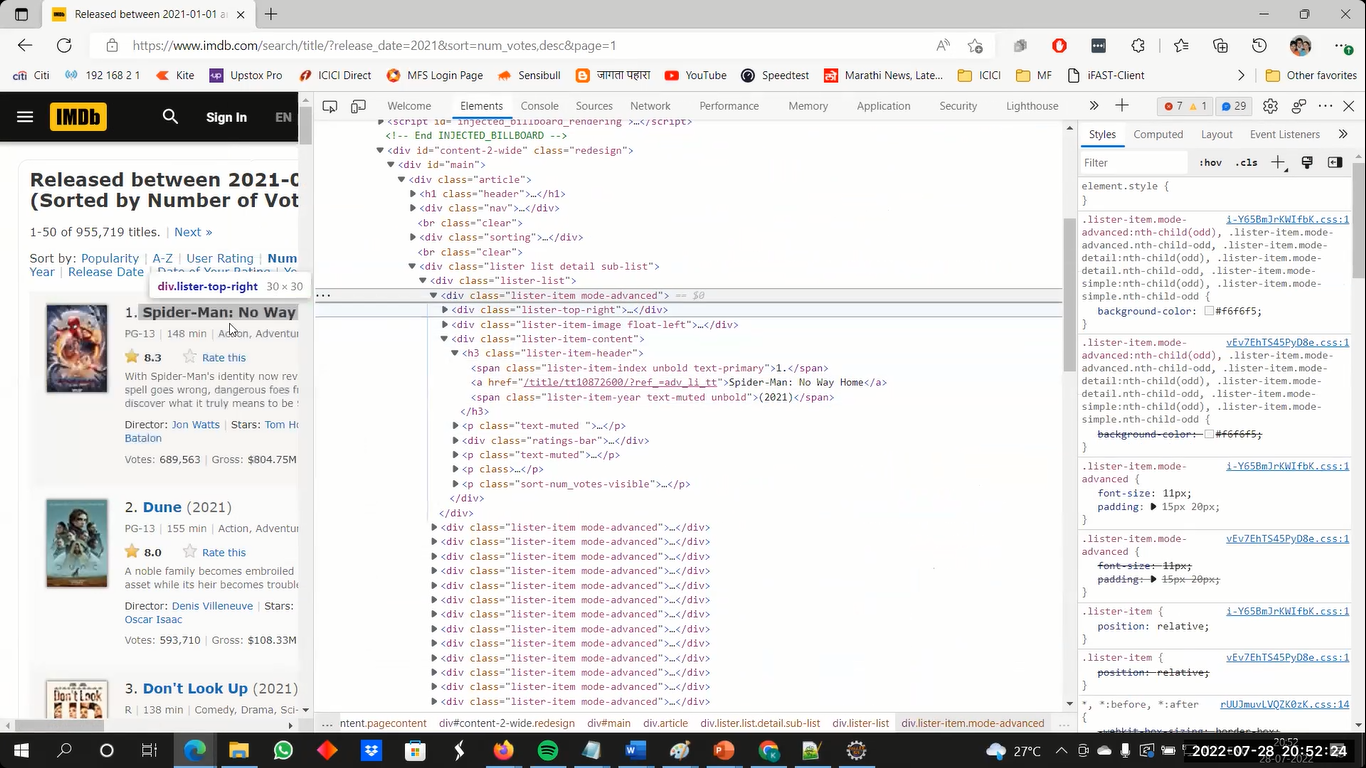 Released between 2021-01-01 a
https://www.imdb.com/search/title/?release_date=2021&sort=num_votes,desc&page=1
citi Citi 192 168 2 1 Kite up Upstox Pro ICICI Direct MFS Login Page Sensibull जागता पहारा YouTube Speedtest Marathi News, Late... ICICI MF iFAST-Client Other favorites
IMDb Sign In EN
Welcome Elements Console Sources Network Performance Memory Application Security Lighthouse 7 1 29
Released between 2021-0
(Sorted by Number of Vot
1-50 of 955,719 titles. | Next »
Sort by: Popularity | A-Z | User Rating | Num
Year | Release Date | Date of Your Rating | Yo
div.lister-top-right 30 × 30
1. Spider-Man: No Way
PG-13 | 148 min | Action, Adventur
8.3 Rate this
With Spider-Man's identity now rev
spell goes wrong, dangerous foes f
discover what it truly means to be S
Director: Jon Watts | Stars: Tom Ho
Batalon
Votes: 689,563 | Gross: $804.75M
2. Dune (2021)
PG-13 | 155 min | Action, Adventur
8.0 Rate this
A noble family becomes embroiled
asset while its heir becomes trouble
Director: Denis Villeneuve | Stars:
Oscar Isaac
Votes: 593,710 | Gross: $108.33M
3. Don't Look Up (2021)
R | 138 min | Comedy, Drama, Sci-
Don't Look
<script id="injected_billboard_rendering">…</script>
<!-- End INJECTED_BILLBOARD -->
<div id="content-2-wide" class="redesign">
<div id="main">
<div class="article">
<h1 class="header">…</h1>
<div class="nav">…</div>
<br class="clear">
<div class="sorting">…</div>
<br class="clear">
<div class="lister list detail sub-list">
<div class="lister-list">
… <div class="lister-item mode-advanced"> == $0
<div class="lister-top-right">…</div>
<div class="lister-item-image float-left">…</div>
<div class="lister-item-content">
<h3 class="lister-item-header">
<span class="lister-item-index unbold text-primary">1.</span>
<a href="/title/tt10872600/?ref_=adv_li_tt">Spider-Man: No Way Home</a>
<span class="lister-item-year text-muted unbold">(2021)</span>
</h3>
<p class="text-muted ">…</p>
<div class="ratings-bar">…</div>
<p class="text-muted">…</p>
<p class>…</p>
<p class="sort-num_votes-visible">…</p>
</div>
</div>
<div class="lister-item mode-advanced">…</div>
<div class="lister-item mode-advanced">…</div>
<div class="lister-item mode-advanced">…</div>
<div class="lister-item mode-advanced">…</div>
<div class="lister-item mode-advanced">…</div>
<div class="lister-item mode-advanced">…</div>
<div class="lister-item mode-advanced">…</div>
<div class="lister-item mode-advanced">…</div>
<div class="lister-item mode-advanced">…</div>
<div class="lister-item mode-advanced">…</div>
<div class="lister-item mode-advanced">…</div>
<div class="lister-item mode-advanced">…</div>
<div class="lister-item mode-advanced">…</div>
… ntent.pagecontent div#content-2-wide.redesign div#main div.article div.lister.list.detail.sub-list div.lister-list div.lister-item.mode-advanced …
Styles Computed Layout Event Listeners
Filter :hov .cls
element.style {
}
.lister-item.mode- i-Y65BmJrKWIfbK.css:1
advanced:nth-child(odd), .lister-
item.mode-advanced:nth-child-odd,
.lister-item.mode-
detail:nth-child(odd), .lister-item.mode-
detail.nth-child-odd, .lister-item.mode-
simple:nth-child(odd), .lister-item.mode-
simple.nth-child-odd {
background-color: #f6f6f5;
}
.lister-item.mode- vEv7EhTS45PyD8e.css:1
advanced:nth-child(odd), .lister-item.mode-
advanced.nth-child-odd, .lister-item.mode-
detail:nth-child(odd), .lister-item.mode-
detail.nth-child-odd, .lister-item.mode-
simple:nth-child(odd), .lister-item.mode-
simple.nth-child-odd {
background-color: #f6f6f5;
}
.lister-item.mode- i-Y65BmJrKWIfbK.css:1
advanced {
font-size: 11px;
padding: 15px 20px;
}
.lister-item.mode- vEv7EhTS45PyD8e.css:1
advanced {
font-size: 11px;
padding: 15px 20px;
}
.lister-item { i-Y65BmJrKWIfbK.css:1
position: relative;
}
.lister-item { vEv7EhTS45PyD8e.css:1
position: relative;
}
*, *:before, *:after rUUJmuvLVQZK0zK.css:14
{
-webkit-box-sizing: border-box;
27°C 20:52
2022-07-28 20:52:24
28-07-2022